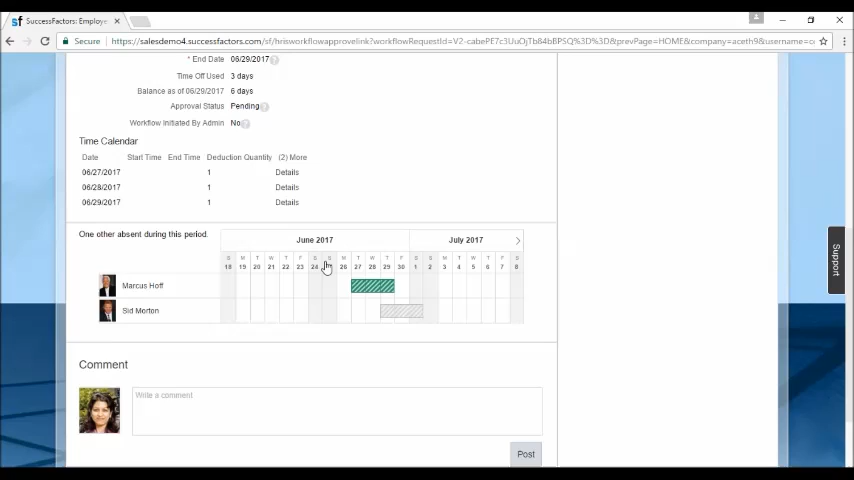 SuccessFactors: Employe
Secure
https://salesdemo4.successfactors.com/sf/hrisworkflowapprovelink?workflowRequestId=V2-cabePE7c3UuOjTb84bBPSQ%3D%3D&prevPage=HOME&company=aceth9&username=
* End Date 06/29/2017
Time Off Used 3 days
Balance as of 06/29/2017 6 days
Approval Status Pending
Workflow Initiated By Admin No
Time Calendar
Date Start Time End Time Deduction Quantity (2) More
06/27/2017 1 Details
06/28/2017 1 Details
06/29/2017 1 Details
One other absent during this period.
June 2017 July 2017
S M T W T F S S M T W T F S S M T W T F S
18 19 20 21 22 23 24 25 26 27 28 29 30 1 2 3 4 5 6 7 8
Marcus Hoff
Sid Morton
Comment
Write a comment
Post
Support